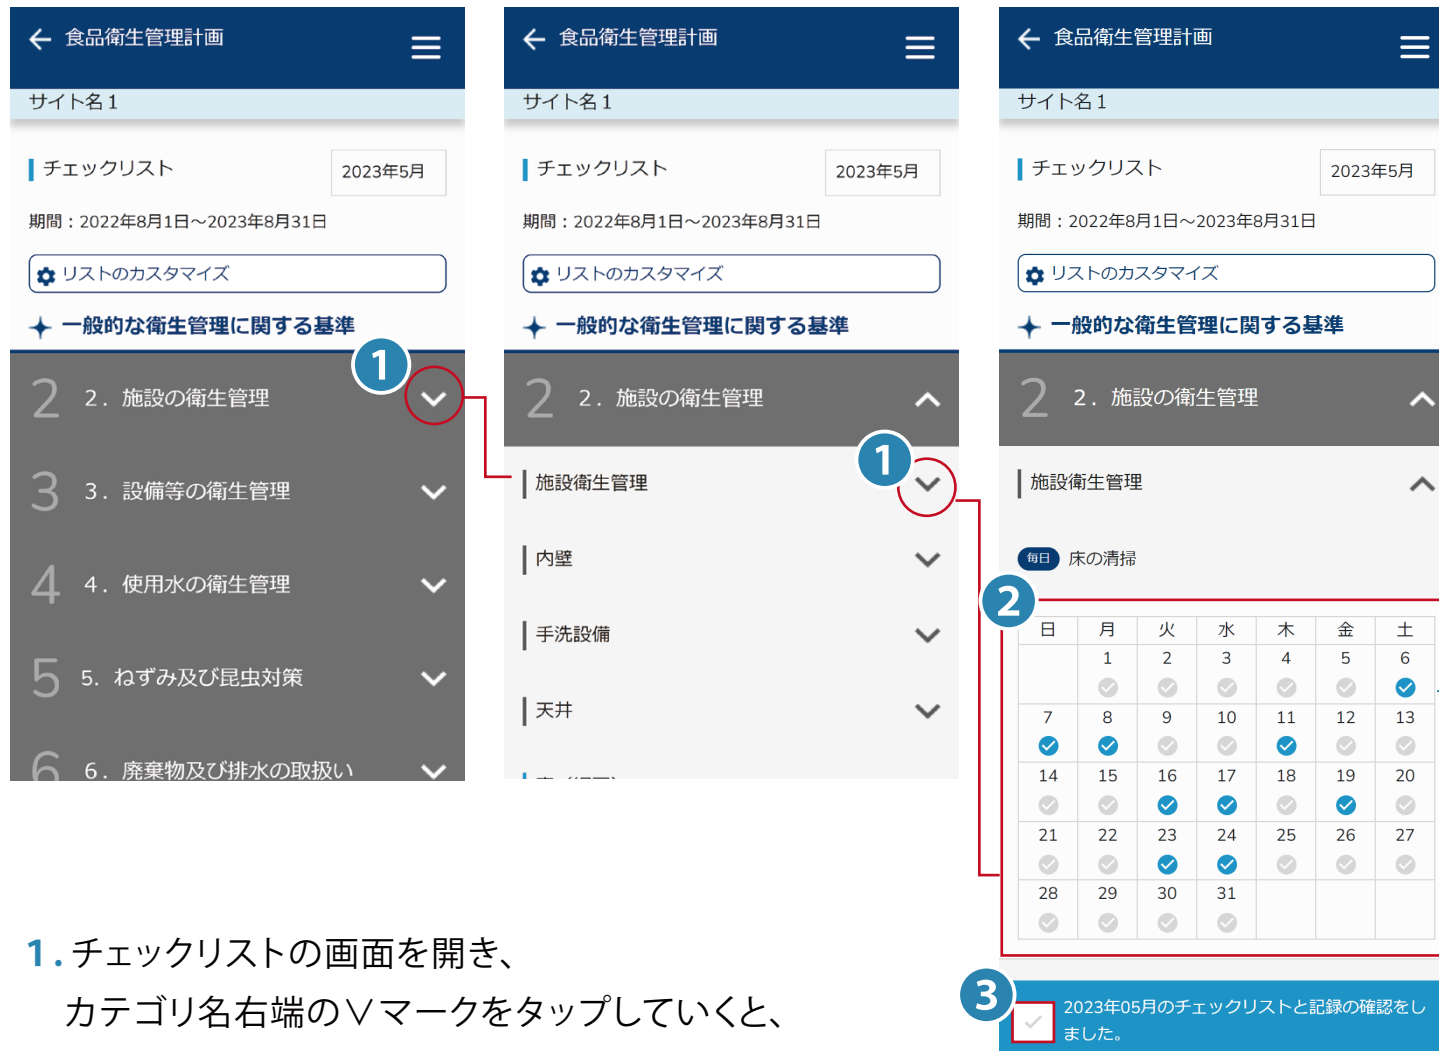 食品衛生管理計画
サイト名1
チェックリスト
2023年5月
期間：2022年8月1日～2023年8月31日
リストのカスタマイズ
一般的な衛生管理に関する基準
1
2 2．施設の衛生管理
3 3．設備等の衛生管理
4 4．使用水の衛生管理
5 5．ねずみ及び昆虫対策
6 6．廃棄物及び排水の取扱い
食品衛生管理計画
サイト名1
チェックリスト
2023年5月
期間：2022年8月1日～2023年8月31日
リストのカスタマイズ
一般的な衛生管理に関する基準
2 2．施設の衛生管理
1
施設衛生管理
内壁
手洗設備
天井
食品衛生管理計画
サイト名1
チェックリスト
2023年5月
期間：2022年8月1日～2023年8月31日
リストのカスタマイズ
一般的な衛生管理に関する基準
2 2．施設の衛生管理
施設衛生管理
毎日 床の清掃
2
日 月 火 水 木 金 土
1 2 3 4 5 6
7 8 9 10 11 12 13
14 15 16 17 18 19 20
21 22 23 24 25 26 27
28 29 30 31
3
2023年05月のチェックリストと記録の確認をし
ました。
1.チェックリストの画面を開き、
カテゴリ名右端の∨マークをタップしていくと、